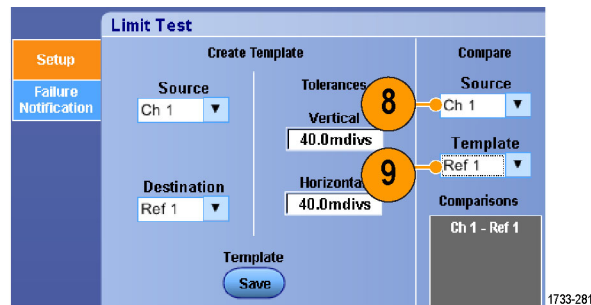 Limit Test
Setup
Failure
Notification
Create Template
Source
Ch 1
Destination
Ref 1
Tolerances
Vertical
40.0mdivs
Horizonta
40.0mdivs
Template
Save
Compare
Source
8
Ch 1
Template
9
Ref 1
Comparisons
Ch 1 - Ref 1
1733-281